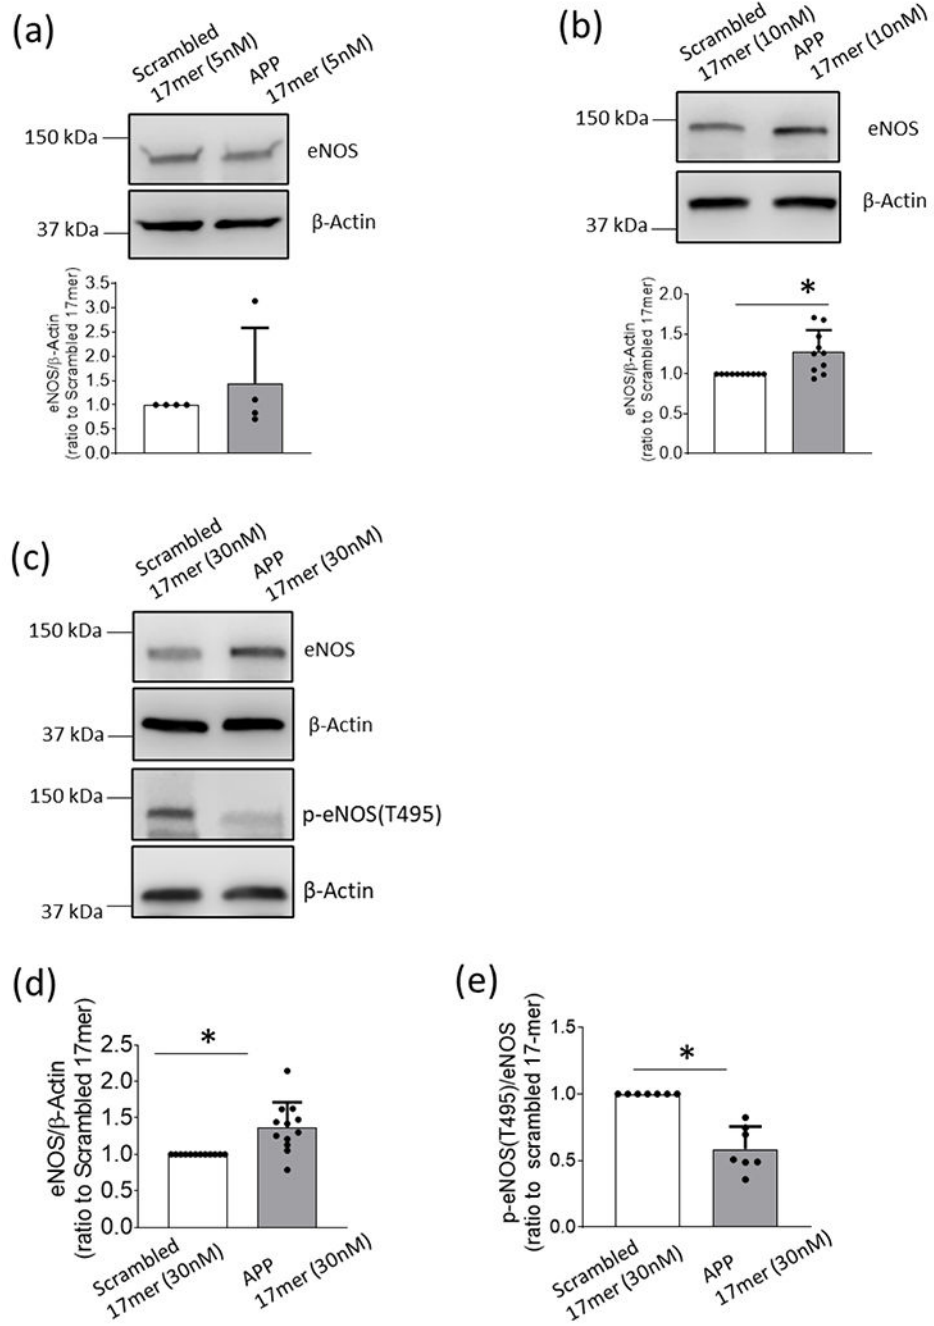 (a)
Scrambled
17mer (5nM)
APP
17mer (5nM)
150 kDa
eNOS
37 kDa
β-Actin
eNOS/β-Actin
(ratio to Scrambled 17mer)
3.5
3.0
2.5
2.0
1.5
1.0
0.5
0.0
(b)
Scrambled
17mer (10nM)
APP
17mer (10nM)
150 kDa
eNOS
37 kDa
β-Actin
eNOS/β-Actin
(ratio to Scrambled 17mer)
2.0
1.5
1.0
0.5
0.0
*
(c)
Scrambled
17mer (30nM)
APP
17mer (30nM)
150 kDa
eNOS
37 kDa
β-Actin
150 kDa
p-eNOS(T495)
37 kDa
β-Actin
(d)
eNOS/β-Actin
(ratio to Scrambled 17mer)
2.5
2.0
1.5
1.0
0.5
0.0
*
Scrambled
17mer (30nM)
APP
17mer (30nM)
(e)
p-eNOS(T495)/eNOS
(ratio to scrambled 17-mer)
1.5
1.0
0.5
0.0
*
Scrambled
17mer (30nM)
APP
17mer (30nM)